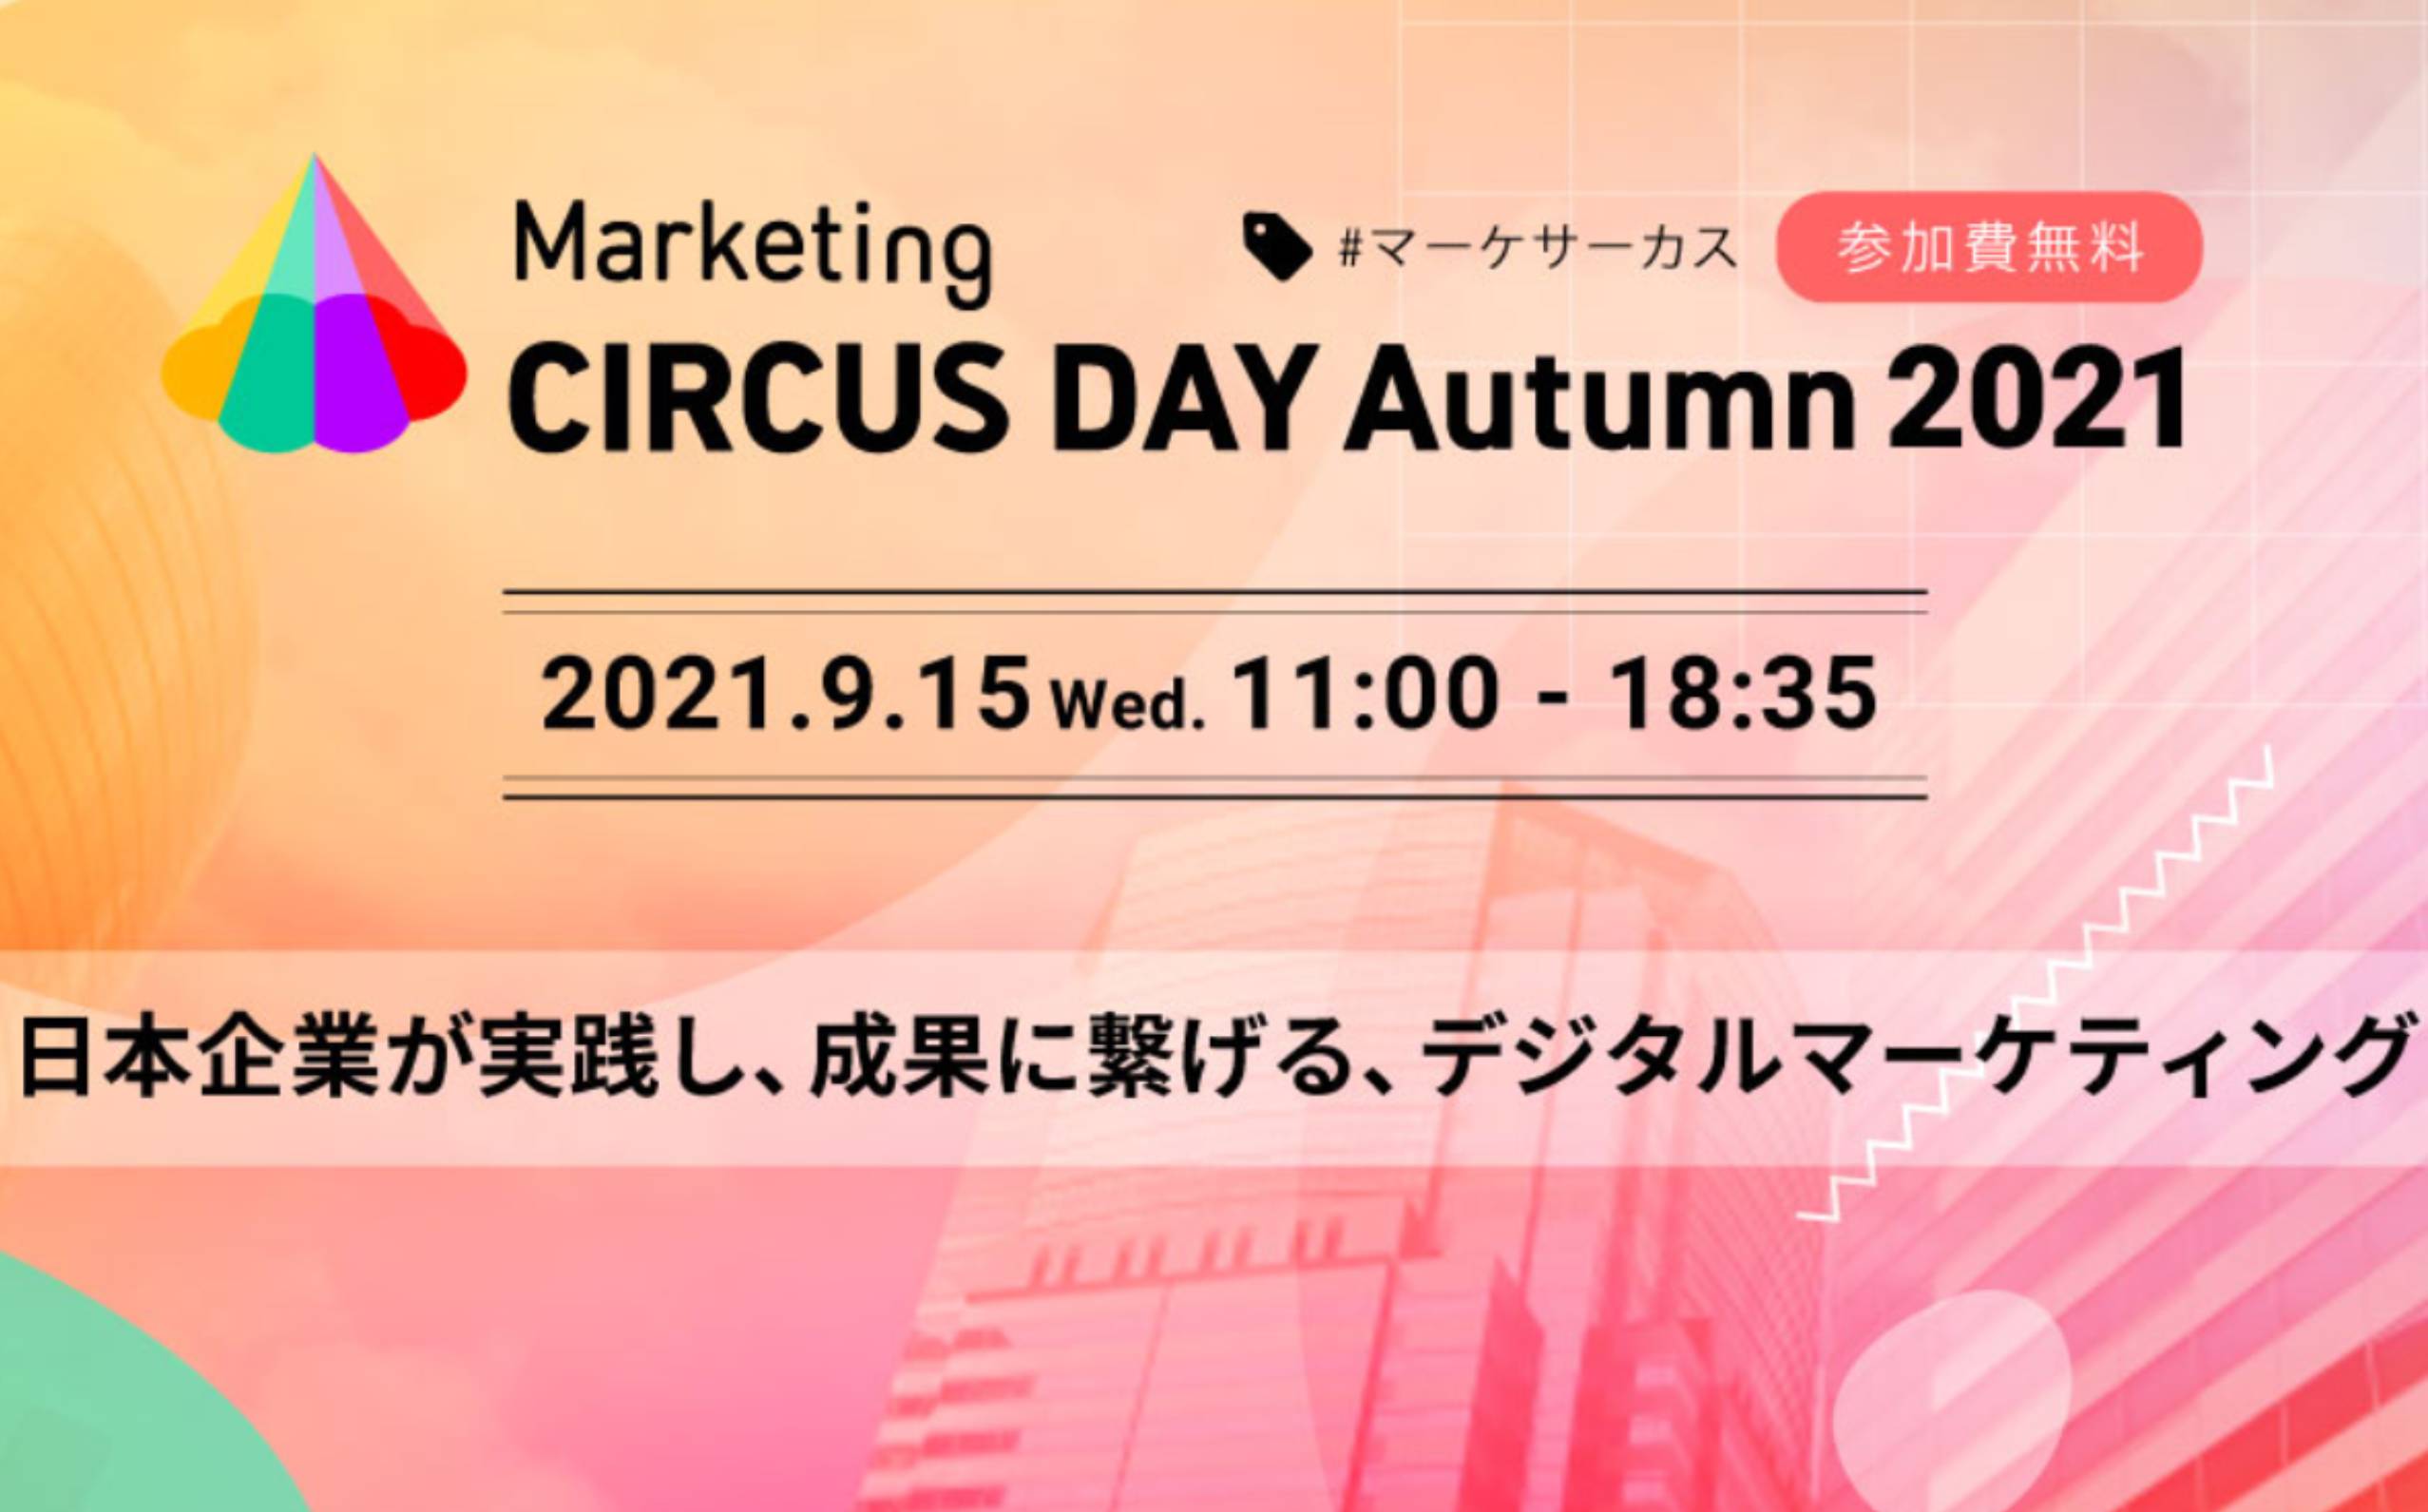 Marketing
#マーケサーカス
参加費無料
CIRCUS DAY Autumn 2021
2021.9.15 Wed. 11:00 - 18:35
日本企業が実践し、成果に繋げる、デジタルマーケティング